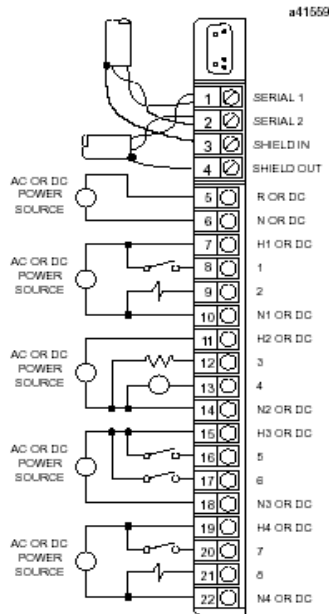 a41559
1 SERIAL 1
2 SERIAL 2
3 SHIELD IN
4 SHIELD OUT
AC OR DC
POWER
SOURCE
5 R OR DC
6 N OR DC
7 H1 OR DC
AC OR DC
POWER
SOURCE
8 1
9 2
10 N1 OR DC
11 H2 OR DC
AC OR DC
POWER
SOURCE
12 3
13 4
14 N2 OR DC
15 H3 OR DC
AC OR DC
POWER
SOURCE
16 5
17 6
18 N3 OR DC
19 H4 OR DC
AC OR DC
POWER
SOURCE
20 7
21 8
22 N4 OR DC